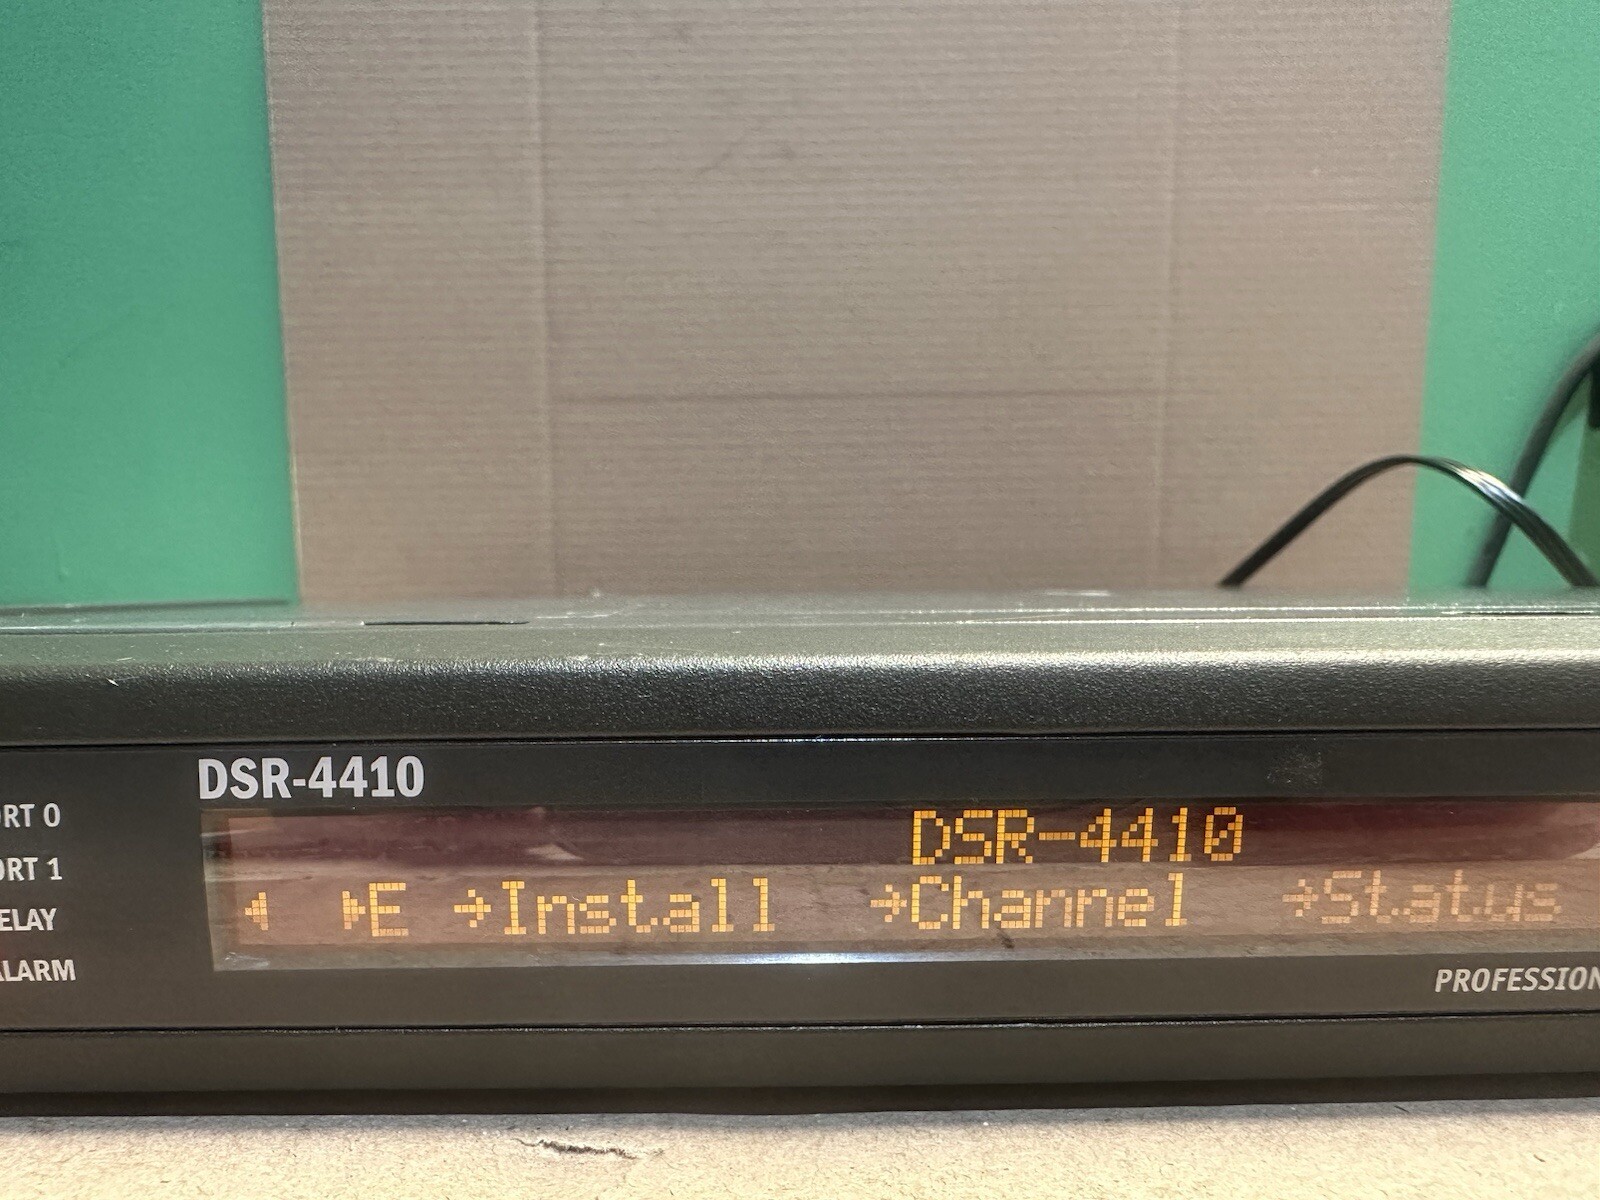 DSR-4410
ORT 0
ORT 1
ELAY
ALARM
DSR-4410
E →Install →Channel →Status
PROFESSION